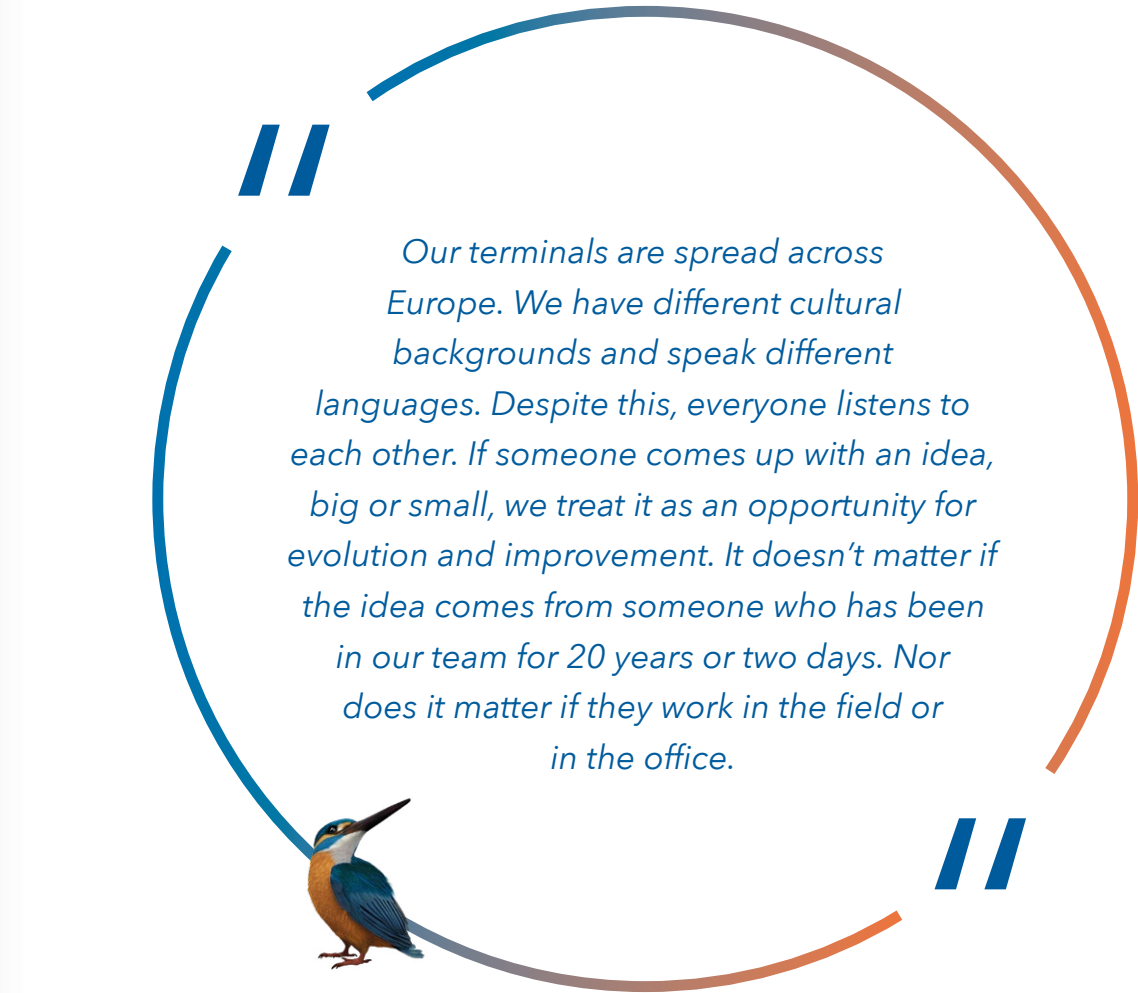 "
Our terminals are spread across
Europe. We have different cultural
backgrounds and speak different
languages. Despite this, everyone listens to
each other. If someone comes up with an idea,
big or small, we treat it as an opportunity for
evolution and improvement. It doesn’t matter if
the idea comes from someone who has been
in our team for 20 years or two days. Nor
does it matter if they work in the field or
in the office.
"